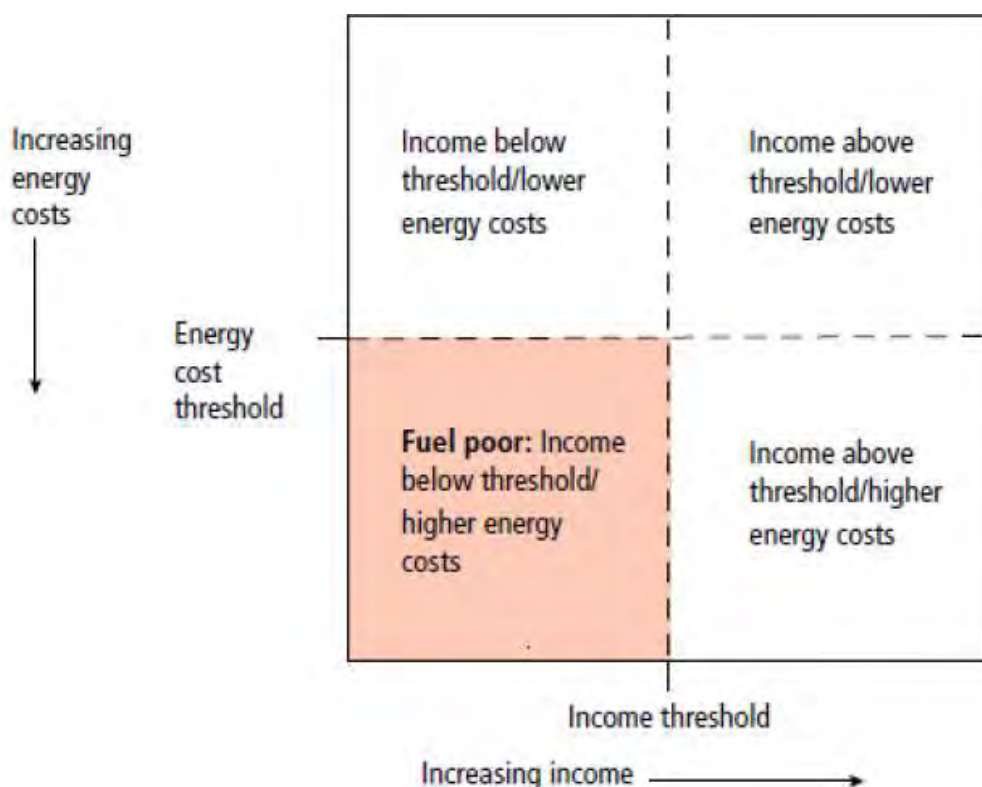 Increasing
energy
costs
Income below
threshold/lower
energy costs
Income above
threshold/lower
energy costs
Energy
cost
threshold
Fuel poor: Income
below threshold/
higher energy
costs
Income above
threshold/higher
energy costs
Income threshold
Increasing income